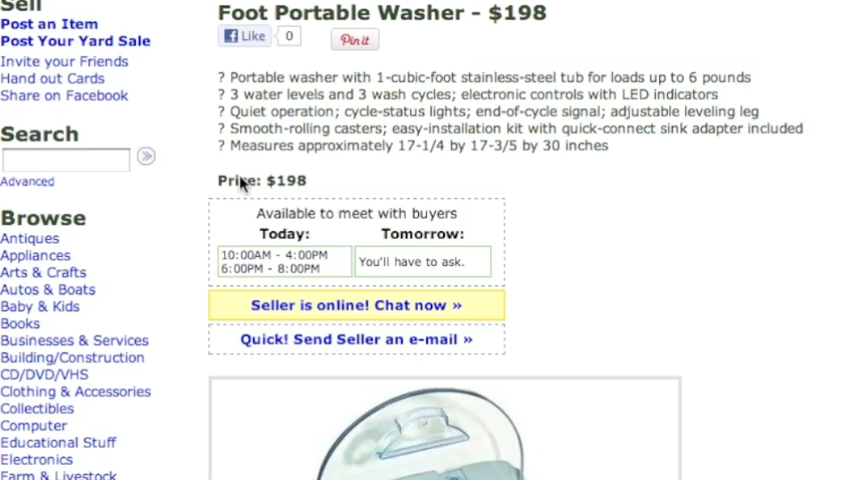 Sell
Post an Item
Post Your Yard Sale
Invite your Friends
Hand out Cards
Share on Facebook
Search
Advanced
Browse
Antiques
Appliances
Arts & Crafts
Autos & Boats
Baby & Kids
Books
Businesses & Services
Building/Construction
CD/DVD/VHS
Clothing & Accessories
Collectibles
Computer
Educational Stuff
Electronics
Farm & Livestock
Foot Portable Washer - $198
Like 0 Pin it
? Portable washer with 1-cubic-foot stainless-steel tub for loads up to 6 pounds
? 3 water levels and 3 wash cycles; electronic controls with LED indicators
? Quiet operation; cycle-status lights; end-of-cycle signal; adjustable leveling leg
? Smooth-rolling casters; easy-installation kit with quick-connect sink adapter included
? Measures approximately 17-1/4 by 17-3/5 by 30 inches
Price: $198
Available to meet with buyers
Today: Tomorrow:
10:00AM - 4:00PM
6:00PM - 8:00PM
You'll have to ask.
Seller is online! Chat now »
Quick! Send Seller an e-mail »